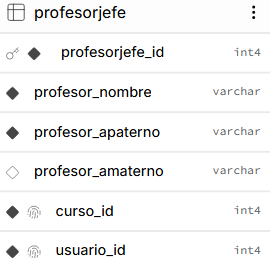 profesorjefe
profesorjefe_id int4
profesor_nombre varchar
profesor_apaterno varchar
profesor_amaterno varchar
curso_id int4
usuario_id int4